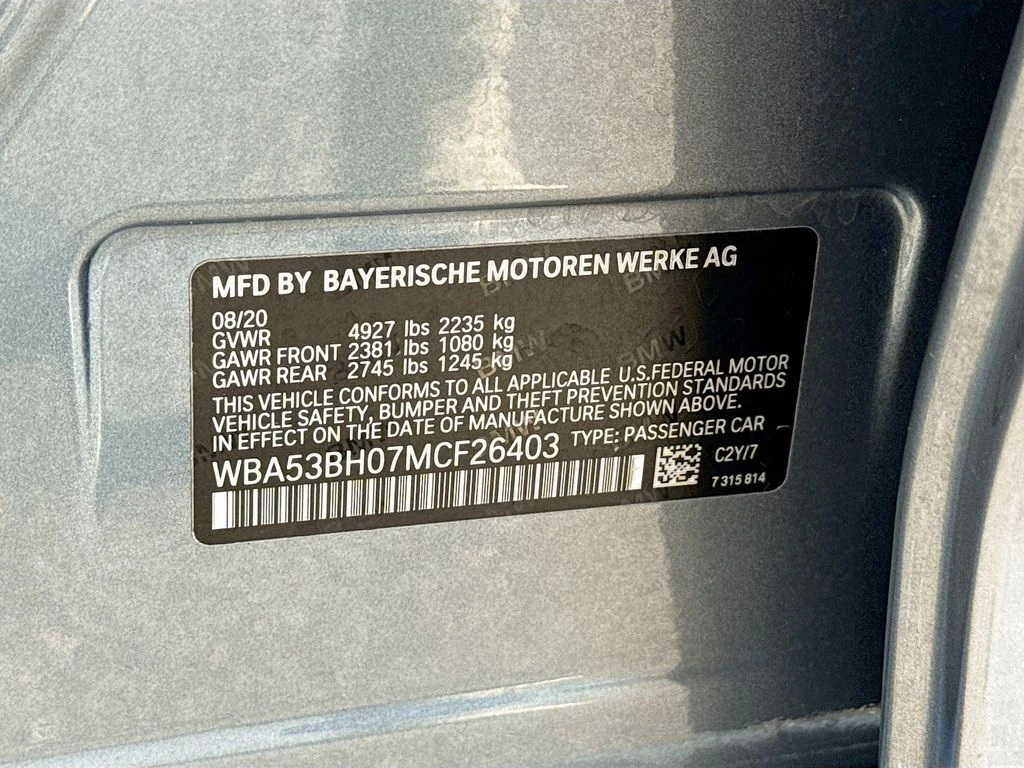 MFD BY BAYERISCHE MOTOREN WERKE AG
08/20
GVWR 4927 lbs 2235 kg
GAWR FRONT 2381 lbs 1080 kg
GAWR REAR 2745 lbs 1245 kg
THIS VEHICLE CONFORMS TO ALL APPLICABLE U.S.FEDERAL MOTOR
VEHICLE SAFETY, BUMPER AND THEFT PREVENTION STANDARDS
IN EFFECT ON THE DATE OF MANUFACTURE SHOWN ABOVE.
WBA53BH07MCF26403 TYPE: PASSENGER CAR
C2Y/7
7 315 814